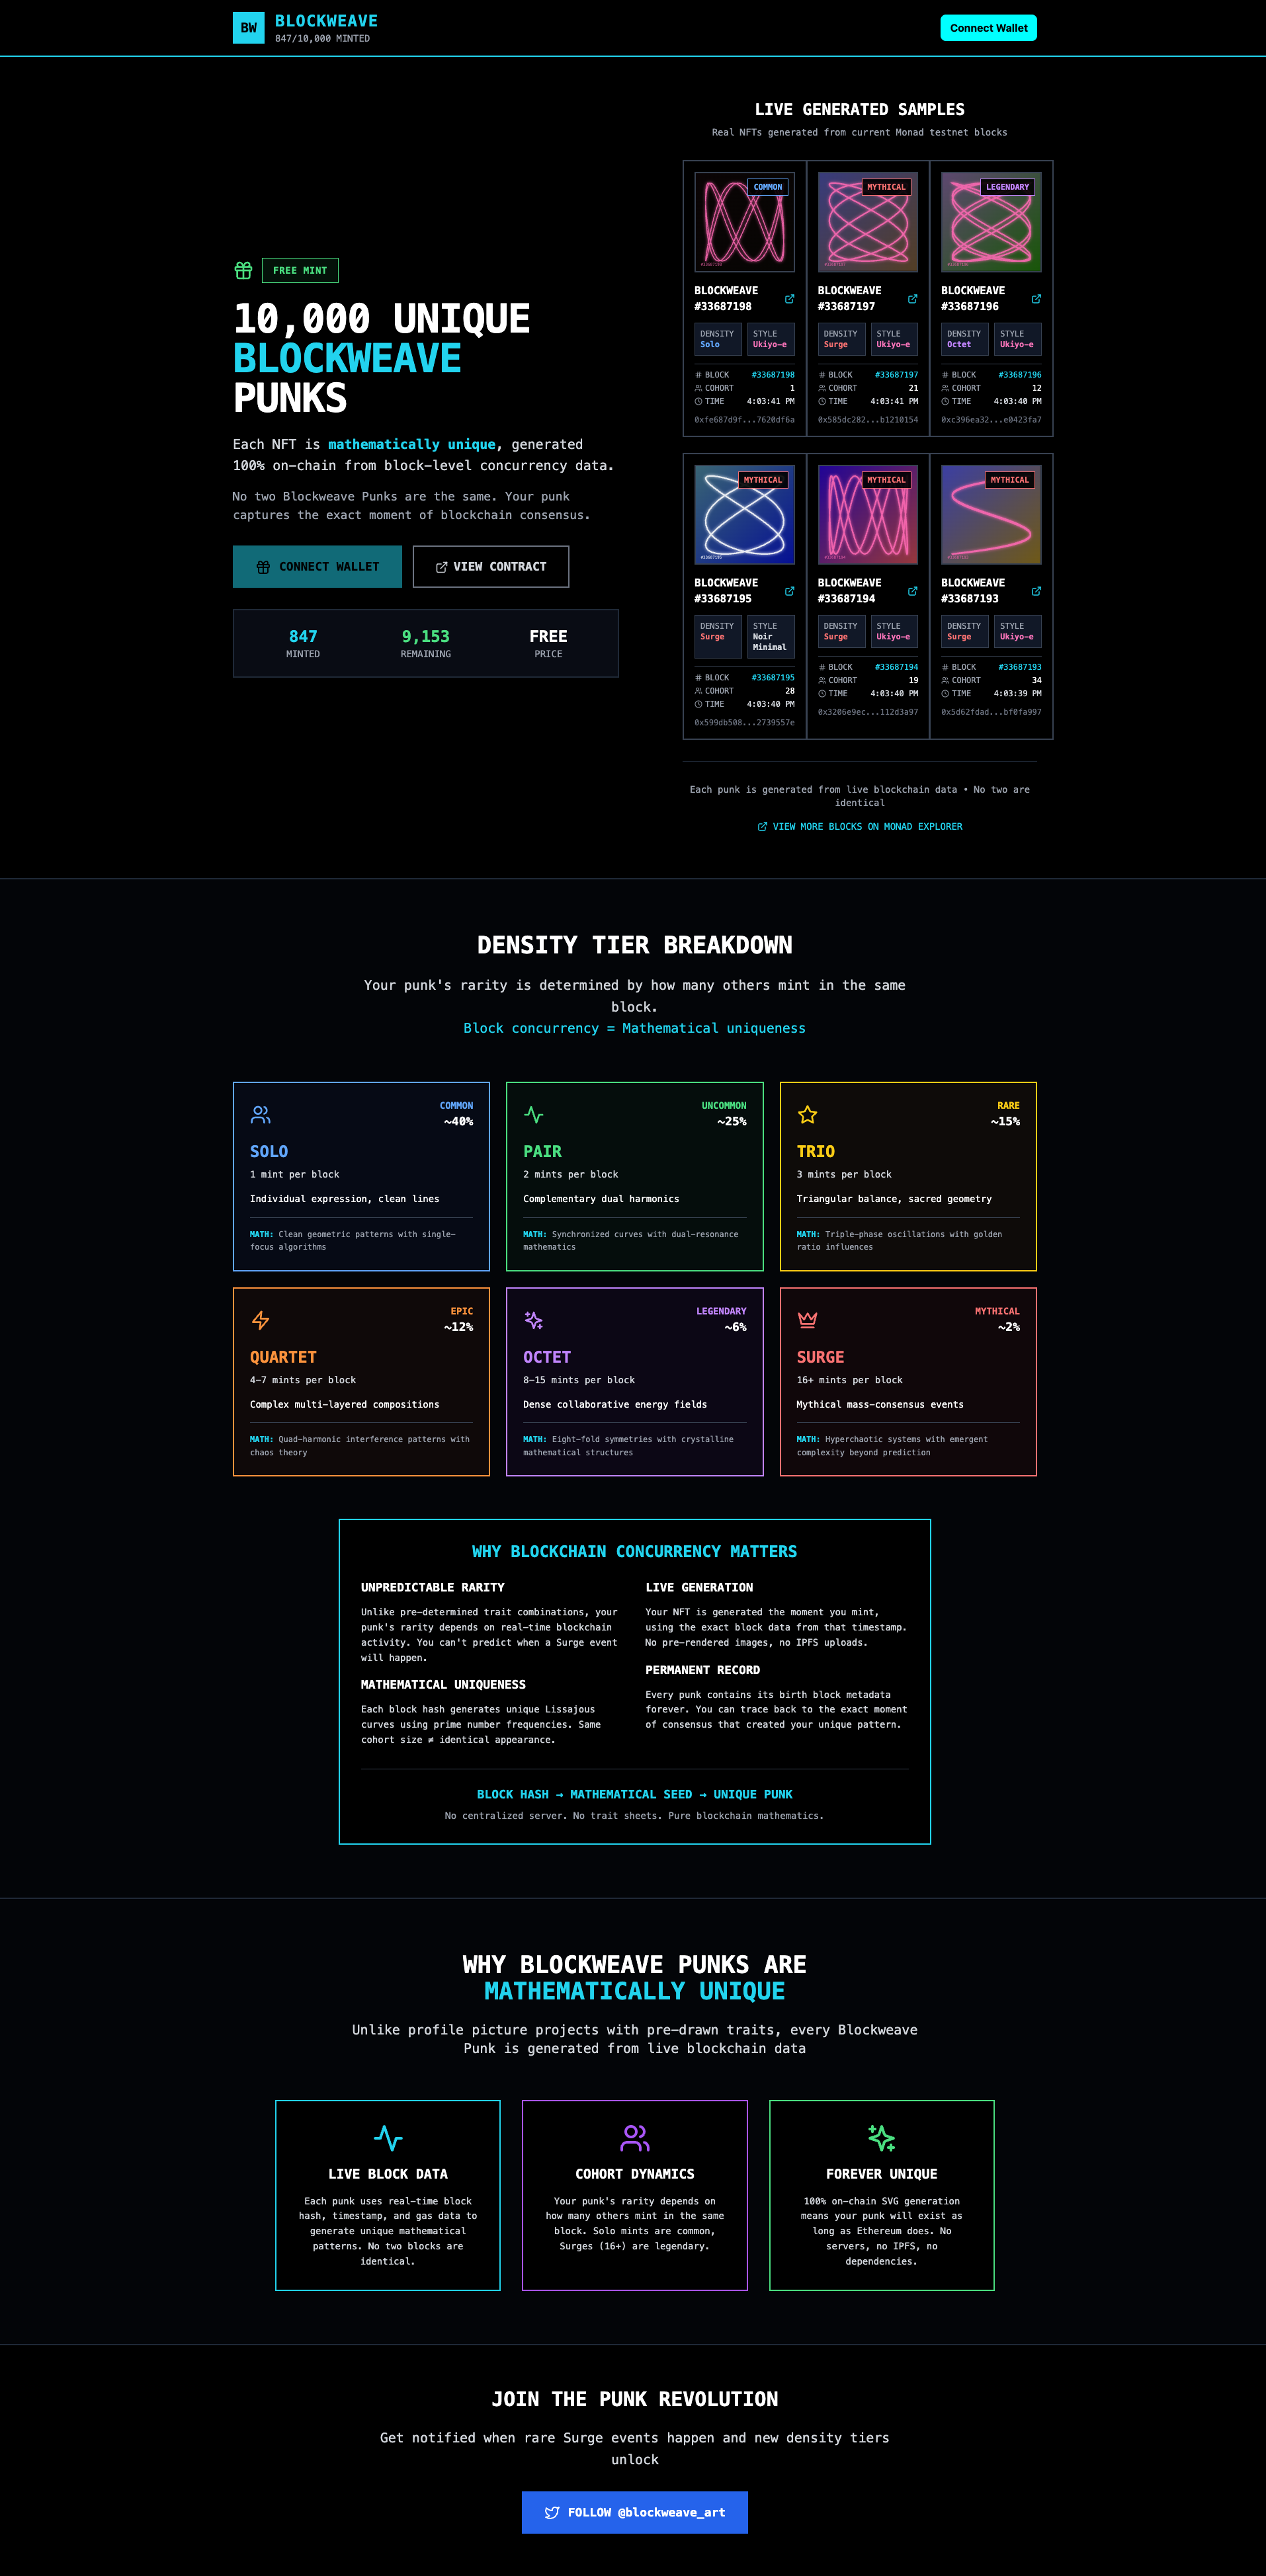 BW
BLOCKWEAVE
847/10,000 MINTED
Connect Wallet
FREE MINT
10,000 UNIQUE
BLOCKWEAVE
PUNKS
Each NFT is mathematically unique, generated
100% on-chain from block-level concurrency data.
No two Blockweave Punks are the same. Your punk
captures the exact moment of blockchain consensus.
CONNECT WALLET
VIEW CONTRACT
847
MINTED
9,153
REMAINING
FREE
PRICE
LIVE GENERATED SAMPLES
Real NFTs generated from current Monad testnet blocks
COMMON
BLOCKWEAVE
#33687198
DENSITY
Solo
STYLE
Ukiyo-e
BLOCK #33687198
COHORT 1
TIME 4:03:41 PM
0xfe687d9f...7620df6a
MYTHICAL
BLOCKWEAVE
#33687197
DENSITY
Surge
STYLE
Ukiyo-e
BLOCK #33687197
COHORT 21
TIME 4:03:41 PM
0x585dc282...b1210154
LEGENDARY
BLOCKWEAVE
#33687196
DENSITY
Octet
STYLE
Ukiyo-e
BLOCK #33687196
COHORT 12
TIME 4:03:40 PM
0xc396ea32...e0423fa7
MYTHICAL
BLOCKWEAVE
#33687195
DENSITY
Surge
STYLE
Noir
Minimal
BLOCK #33687195
COHORT 28
TIME 4:03:40 PM
0x599db508...2739557e
MYTHICAL
BLOCKWEAVE
#33687194
DENSITY
Surge
STYLE
Ukiyo-e
BLOCK #33687194
COHORT 19
TIME 4:03:40 PM
0x3206e9ec...112d3a97
MYTHICAL
BLOCKWEAVE
#33687193
DENSITY
Surge
STYLE
Ukiyo-e
BLOCK #33687193
COHORT 34
TIME 4:03:39 PM
0x5d62fdad...bf0fa997
Each punk is generated from live blockchain data • No two are
identical
VIEW MORE BLOCKS ON MONAD EXPLORER
DENSITY TIER BREAKDOWN
Your punk's rarity is determined by how many others mint in the same
block.
Block concurrency = Mathematical uniqueness
COMMON
~40%
SOLO
1 mint per block
Individual expression, clean lines
MATH: Clean geometric patterns with single-
focus algorithms
UNCOMMON
~25%
PAIR
2 mints per block
Complementary dual harmonics
MATH: Synchronized curves with dual-resonance
mathematics
RARE
~15%
TRIO
3 mints per block
Triangular balance, sacred geometry
MATH: Triple-phase oscillations with golden
ratio influences
EPIC
~12%
QUARTET
4-7 mints per block
Complex multi-layered compositions
MATH: Quad-harmonic interference patterns with
chaos theory
LEGENDARY
~6%
OCTET
8-15 mints per block
Dense collaborative energy fields
MATH: Eight-fold symmetries with crystalline
mathematical structures
MYTHICAL
~2%
SURGE
16+ mints per block
Mythical mass-consensus events
MATH: Hyperchaotic systems with emergent
complexity beyond prediction
WHY BLOCKCHAIN CONCURRENCY MATTERS
UNPREDICTABLE RARITY
Unlike pre-determined trait combinations, your
punk's rarity depends on real-time blockchain
activity. You can't predict when a Surge event
will happen.
MATHEMATICAL UNIQUENESS
Each block hash generates unique Lissajous
curves using prime number frequencies. Same
cohort size ≠ identical appearance.
LIVE GENERATION
Your NFT is generated the moment you mint,
using the exact block data from that timestamp.
No pre-rendered images, no IPFS uploads.
PERMANENT RECORD
Every punk contains its birth block metadata
forever. You can trace back to the exact moment
of consensus that created your unique pattern.
BLOCK HASH → MATHEMATICAL SEED → UNIQUE PUNK
No centralized server. No trait sheets. Pure blockchain mathematics.
WHY BLOCKWEAVE PUNKS ARE
MATHEMATICALLY UNIQUE
Unlike profile picture projects with pre-drawn traits, every Blockweave
Punk is generated from live blockchain data
LIVE BLOCK DATA
Each punk uses real-time block
hash, timestamp, and gas data to
generate unique mathematical
patterns. No two blocks are
identical.
COHORT DYNAMICS
Your punk's rarity depends on
how many others mint in the same
block. Solo mints are common,
Surges (16+) are legendary.
FOREVER UNIQUE
100% on-chain SVG generation
means your punk will exist as
long as Ethereum does. No
servers, no IPFS, no
dependencies.
JOIN THE PUNK REVOLUTION
Get notified when rare Surge events happen and new density tiers
unlock
FOLLOW @blockweave_art